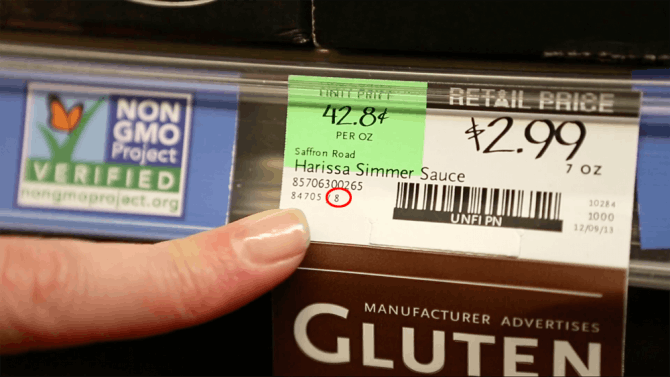 NON
GMO
Project
VERIFIED
nongmoproject.org
UNIT PRICE
42.8¢
PER OZ
RETAIL PRICE
$2.99
7 OZ
Saffron Road
Harissa Simmer Sauce
85706300265
84705 8
UNFI PN
10284
1000
12/09/13
MANUFACTURER ADVERTISES
GLUTEN